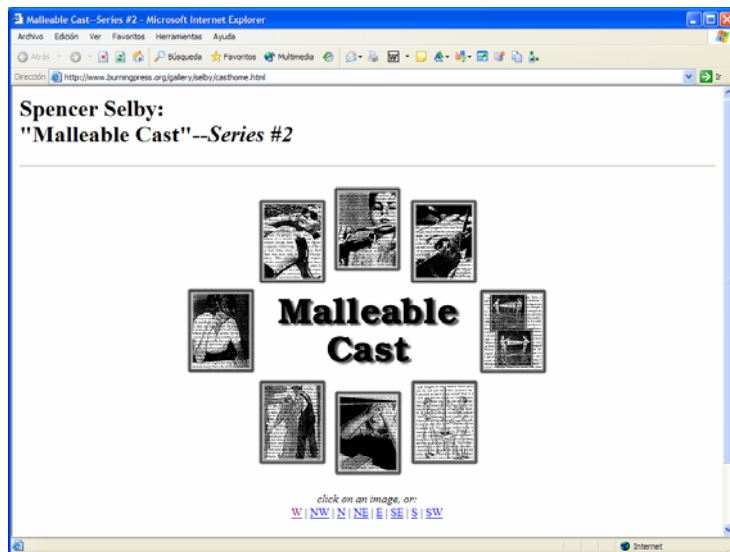 Malleable Cast--Series #2 - Microsoft Internet Explorer
Archivo Edición Ver Favoritos Herramientas Ayuda
Atrás Búsqueda Favoritos Multimedia
Dirección http://www.burningpress.org/gallery/selby/casthome.html Ir
Spencer Selby:
"Malleable Cast"--Series #2
Malleable
Cast
click on an image, or:
W | NW | N | NE | E | SE | S | SW
Internet